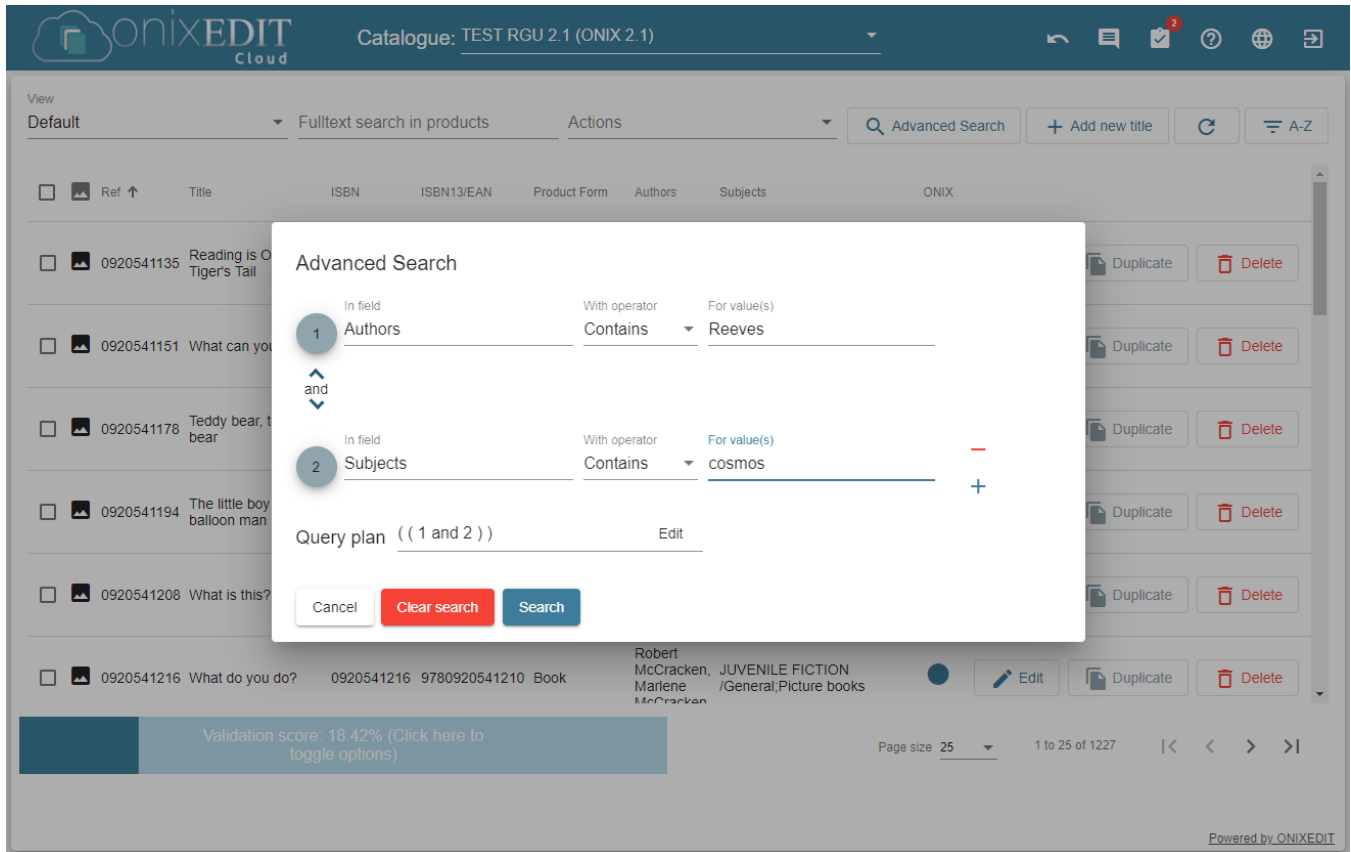 onixEDIT
Cloud
Catalogue: TEST RGU 2.1 (ONIX 2.1)
2
View
Default
Fulltext search in products
Actions
Advanced Search
Add new title
A-Z
Ref
Title
ISBN
ISBN13/EAN
Product Form
Authors
Subjects
ONIX
0920541135
Reading is O
Tiger's Tail
Duplicate
Delete
Advanced Search
In field
With operator
For value(s)
1
Authors
Contains
Reeves
0920541151
What can you
Duplicate
Delete
and
0920541178
Teddy bear, t
bear
Duplicate
Delete
In field
With operator
For value(s)
2
Subjects
Contains
cosmos
0920541194
The little boy
balloon man
Duplicate
Delete
Query plan
( ( 1 and 2 ) )
Edit
0920541208
What is this?
Duplicate
Delete
Cancel
Clear search
Search
0920541216
What do you do?
0920541216
9780920541210
Book
Robert
McCracken,
Marlene
McCracken
JUVENILE FICTION
/General;Picture books
Edit
Duplicate
Delete
Validation score: 18.42% (Click here to
toggle options)
Page size
25
1 to 25 of 1227
Powered by ONIXEDIT